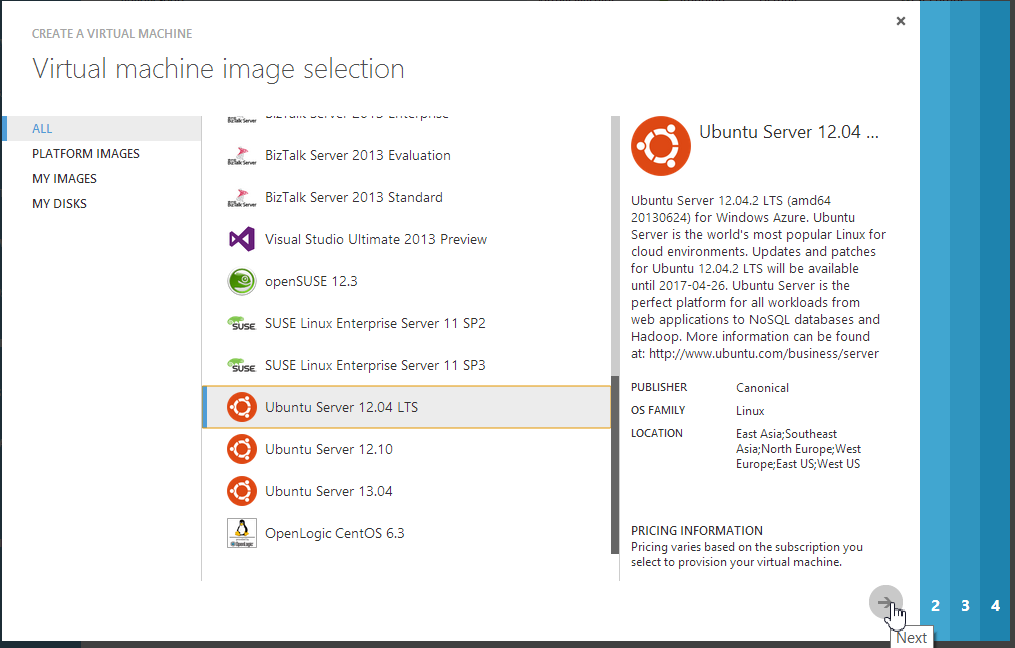 CREATE A VIRTUAL MACHINE
Virtual machine image selection
ALL
PLATFORM IMAGES
MY IMAGES
MY DISKS
BizTalk Server 2013 Enterprise
BizTalk Server 2013 Evaluation
BizTalk Server 2013 Standard
Visual Studio Ultimate 2013 Preview
openSUSE 12.3
SUSE Linux Enterprise Server 11 SP2
SUSE Linux Enterprise Server 11 SP3
Ubuntu Server 12.04 LTS
Ubuntu Server 12.10
Ubuntu Server 13.04
OpenLogic CentOS 6.3
Ubuntu Server 12.04 ...
Ubuntu Server 12.04.2 LTS (amd64
20130624) for Windows Azure. Ubuntu
Server is the world's most popular Linux for
cloud environments. Updates and patches
for Ubuntu 12.04.2 LTS will be available
until 2017-04-26. Ubuntu Server is the
perfect platform for all workloads from
web applications to NoSQL databases and
Hadoop. More information can be found
at: http://www.ubuntu.com/business/server
PUBLISHER Canonical
OS FAMILY Linux
LOCATION East Asia;Southeast
Asia;North Europe;West
Europe;East US;West US
PRICING INFORMATION
Pricing varies based on the subscription you
select to provision your virtual machine.
2 3 4
Next